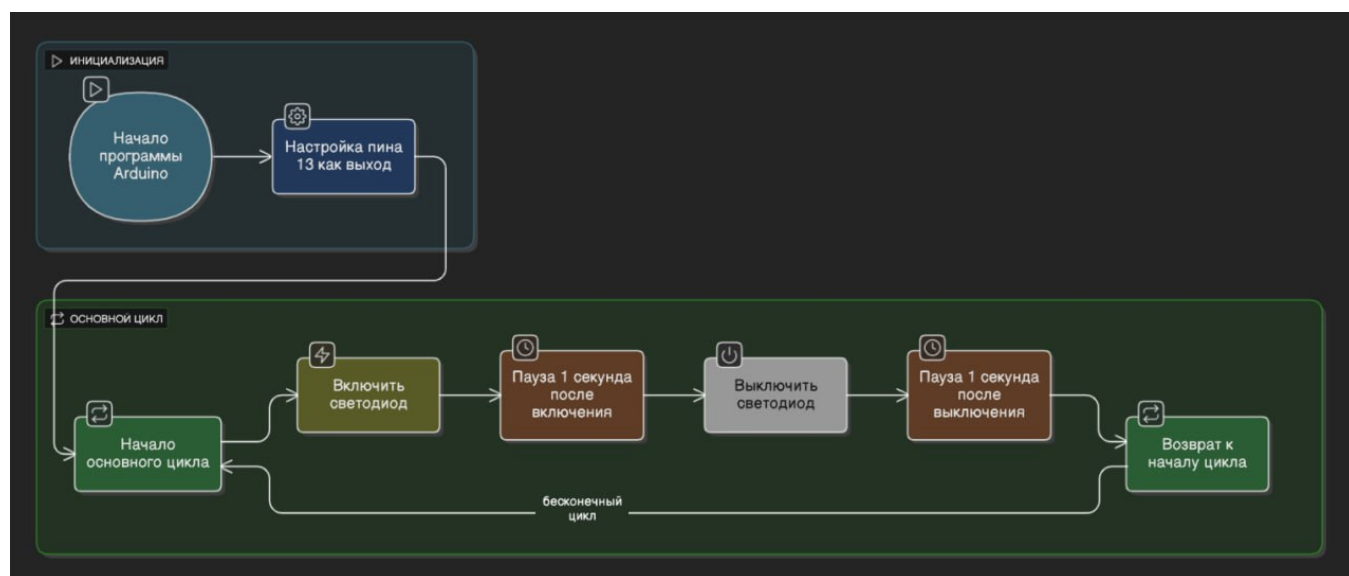 ИНИЦИАЛИЗАЦИЯ
Начало
программы
Arduino
Настройка пина
13 как выход
ОСНОВНОЙ ЦИКЛ
Начало
основного цикла
Включить
светодиод
Пауза 1 секунда
после
включения
Выключить
светодиод
Пауза 1 секунда
после
выключения
Возврат к
началу цикла
бесконечный
цикл